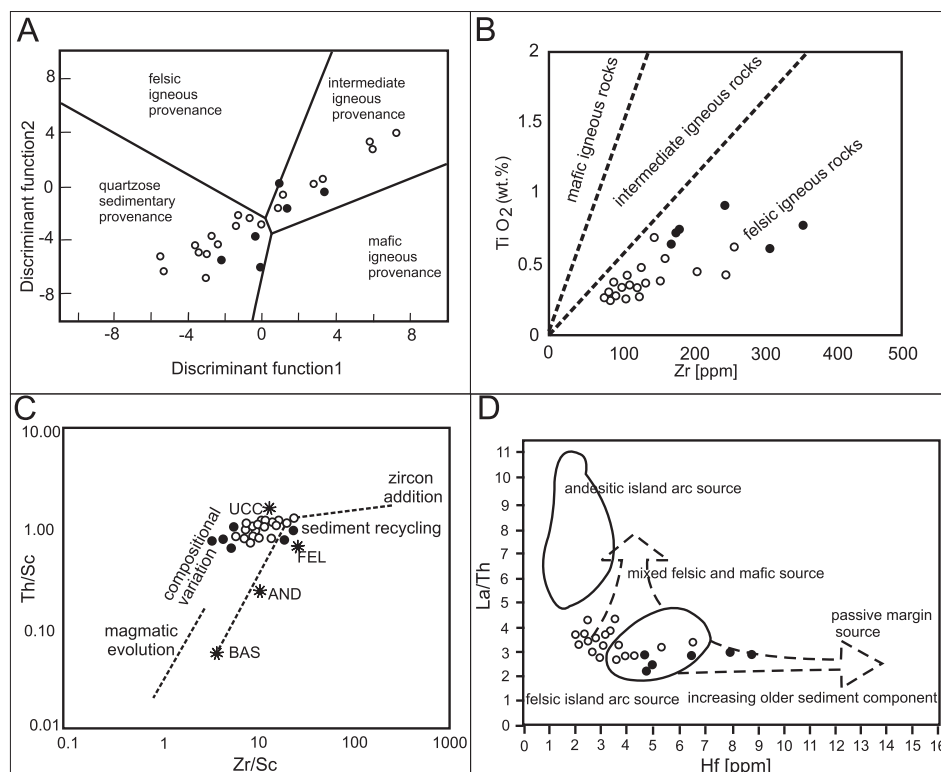 A
8
4
0
-4
-8
Discriminant function2
felsic
igneous
provenance
intermediate
igneous
provenance
quartzose
sedimentary
provenance
mafic
igneous
provenance
-8
-4
0
4
8
Discriminant function1
B
2
1.5
1
0.5
0
Ti O2 (wt.%)
mafic igneous rocks
intermediate igneous rocks
felsic igneous rocks
0
100
200
300
400
500
Zr [ppm]
C
10.00
1.00
0.10
0.01
Th/Sc
zircon
addition
UCC
sediment recycling
FEL
compositional
variation
AND
magmatic
evolution
BAS
0.1
1
10
100
1000
Zr/Sc
D
11
10
9
8
7
6
5
4
3
2
1
0
La/Th
andesitic island arc source
mixed felsic and mafic source
passive margin
source
felsic island arc source
increasing older sediment component
0
1
2
3
4
5
6
7
8
9
10
11
12
13
14
15
16
Hf [ppm]